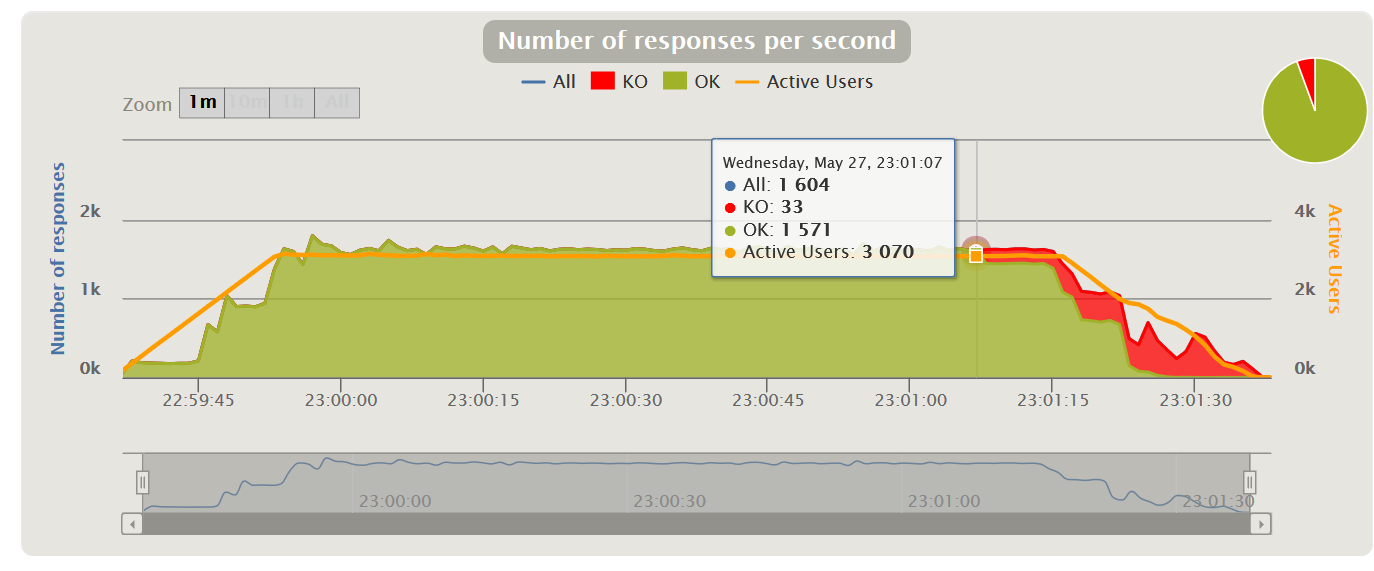 Number of responses per second
All KO OK Active Users
Zoom 1m 10m 1h All
Number of responses
2k
1k
0k
Wednesday, May 27, 23:01:07
All: 1 604
KO: 33
OK: 1 571
Active Users: 3 070
4k
2k
0k
Active Users
22:59:45 23:00:00 23:00:15 23:00:30 23:00:45 23:01:00 23:01:15 23:01:30
23:00:00 23:00:30 23:01:00 23:01:30